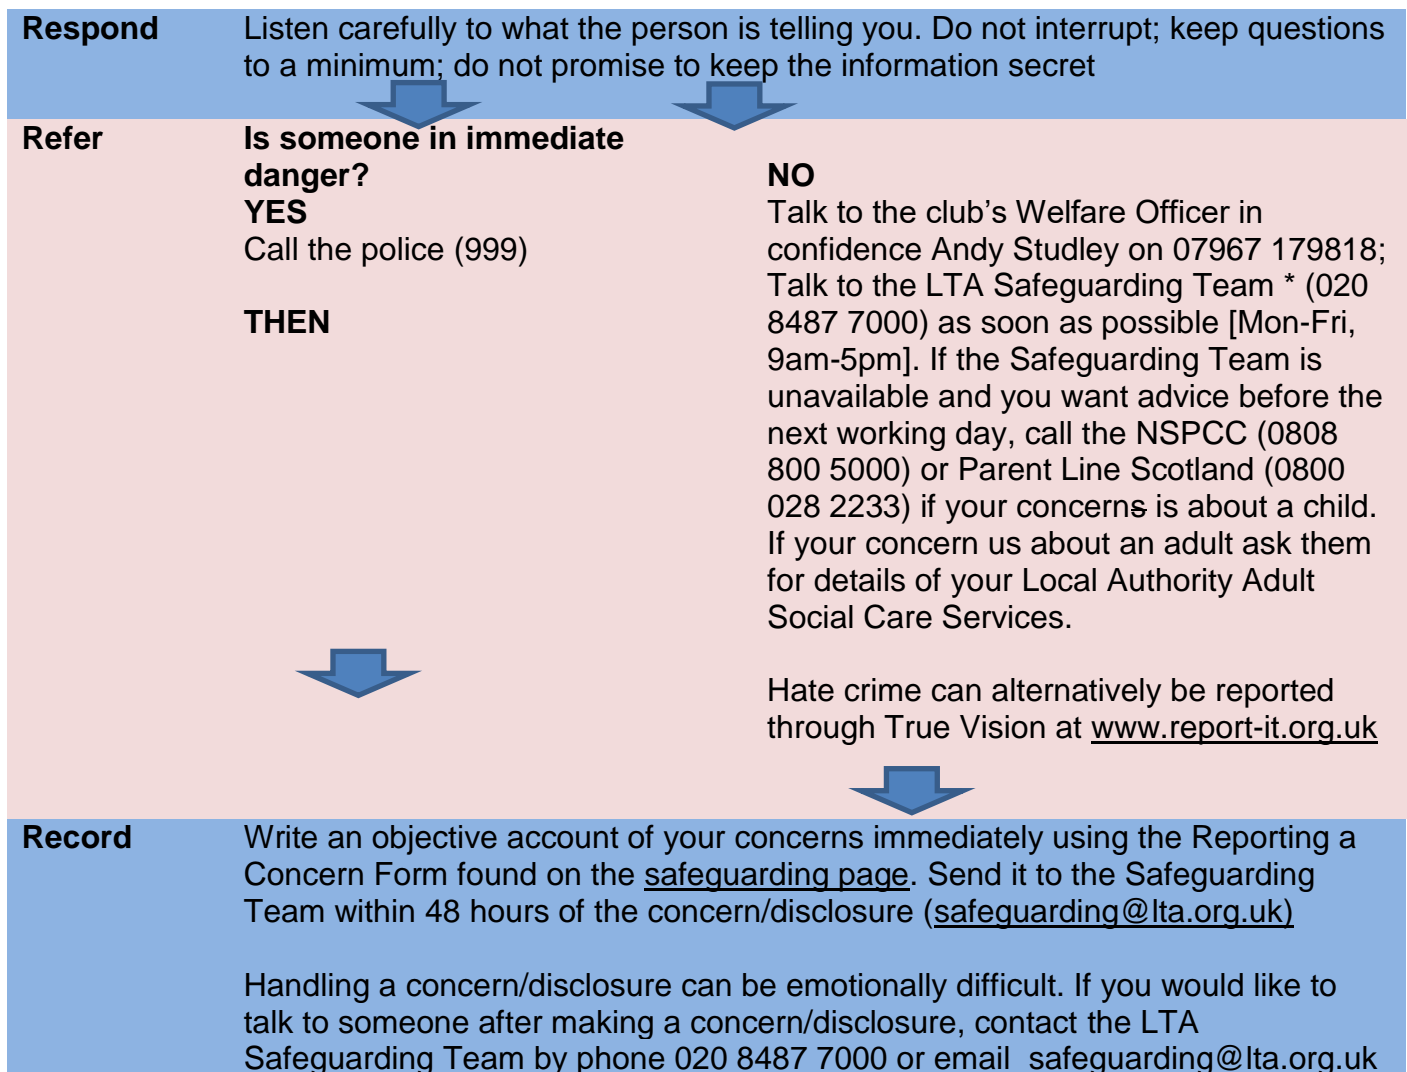 Respond
Listen carefully to what the person is telling you. Do not interrupt; keep questions
to a minimum; do not promise to keep the information secret
Refer
Is someone in immediate
danger?
YES
Call the police (999)
THEN
NO
Talk to the club’s Welfare Officer in
confidence Andy Studley on 07967 179818;
Talk to the LTA Safeguarding Team * (020
8487 7000) as soon as possible [Mon-Fri,
9am-5pm]. If the Safeguarding Team is
unavailable and you want advice before the
next working day, call the NSPCC (0808
800 5000) or Parent Line Scotland (0800
028 2233) if your concerns is about a child.
If your concern us about an adult ask them
for details of your Local Authority Adult
Social Care Services.
Hate crime can alternatively be reported
through True Vision at www.report-it.org.uk
Record
Write an objective account of your concerns immediately using the Reporting a
Concern Form found on the safeguarding page. Send it to the Safeguarding
Team within 48 hours of the concern/disclosure (safeguarding@lta.org.uk)
Handling a concern/disclosure can be emotionally difficult. If you would like to
talk to someone after making a concern/disclosure, contact the LTA
Safeguarding Team by phone 020 8487 7000 or email safeguarding@lta.org.uk